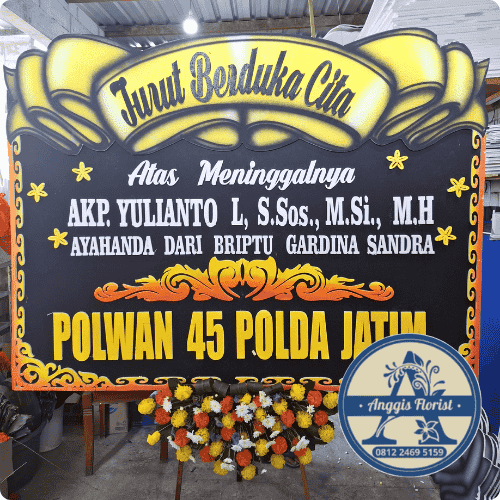 Turut Berduka Cita
Atas Meninggalnya
AKP. YULIANTO L, S.Sos., M.Si., M.H
AYAHANDA DARI BRIPTU GARDINA SANDRA
POLWAN 45 POLDA JATIM
Anggis Florist
0812 2469 5159